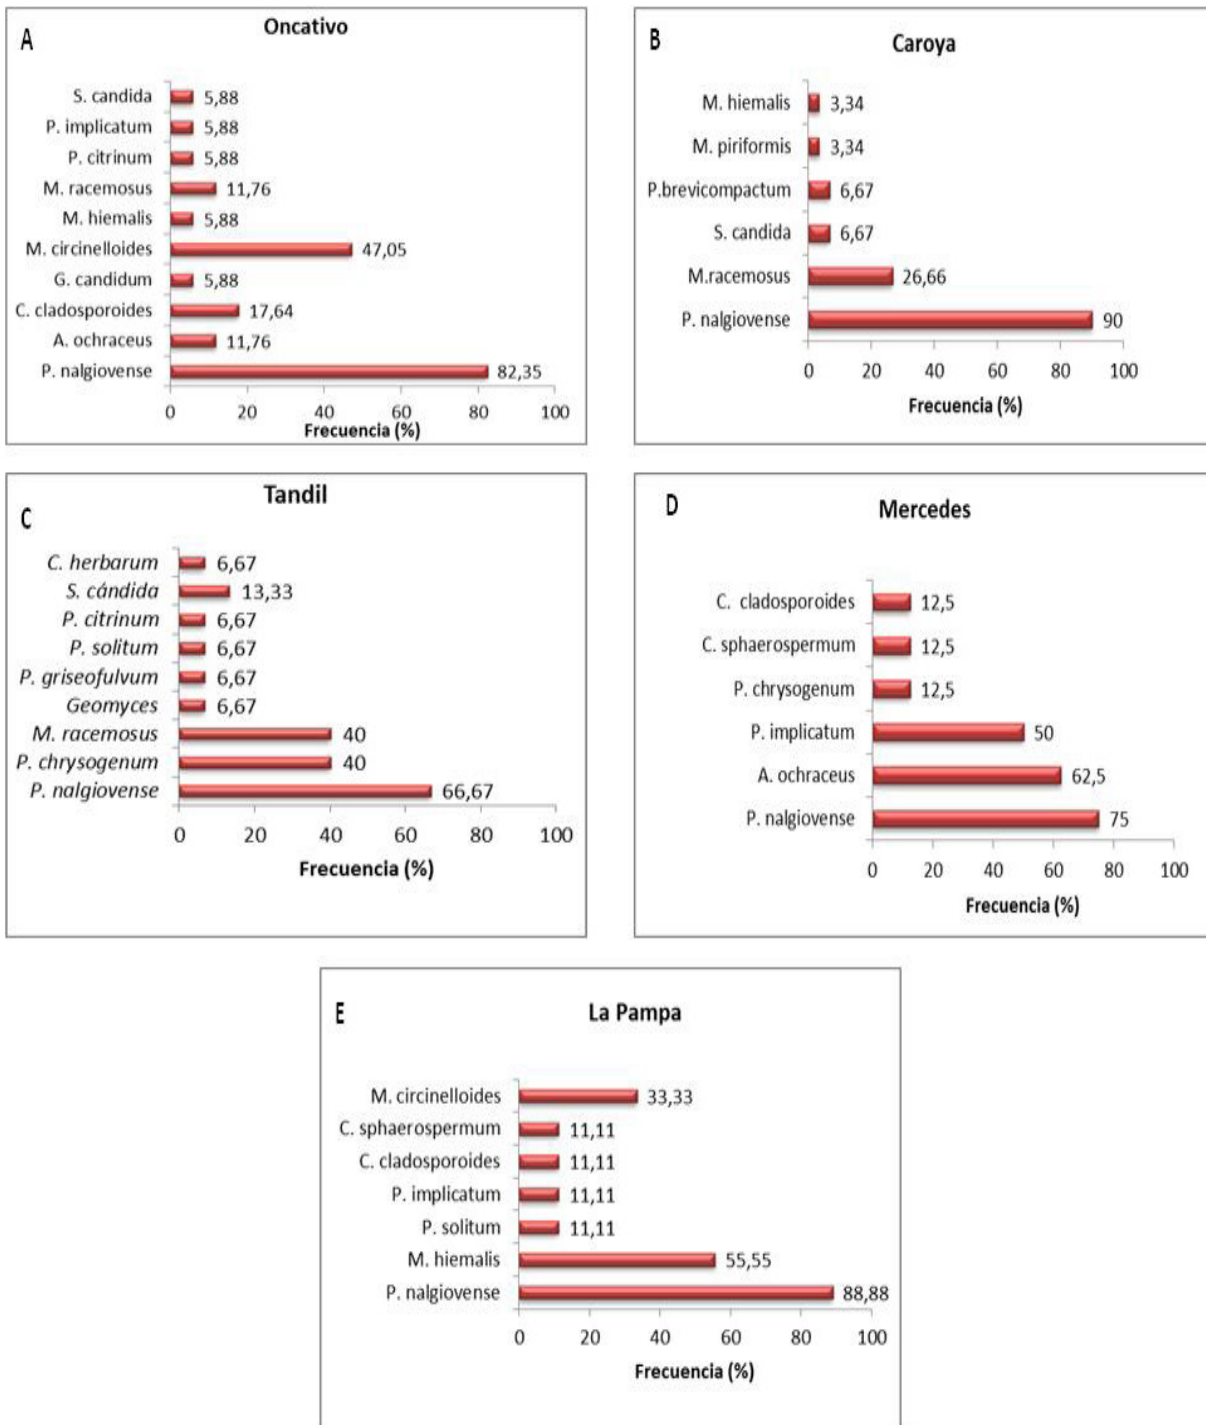 A
Oncativo
S. candida 5,88
P. implicatum 5,88
P. citrinum 5,88
M. racemosus 11,76
M. hiemalis 5,88
M. circinelloides 47,05
G. candidum 5,88
C. cladosporoides 17,64
A. ochraceus 11,76
P. nalgiovense 82,35
0 20 40 60 80 100
Frecuencia (%)
B
Caroya
M. hiemalis 3,34
M. piriformis 3,34
P.brevicompactum 6,67
S. candida 6,67
M.racemosus 26,66
P. nalgiovense 90
0 20 40 60 80 100
Frecuencia (%)
C
Tandil
C. herbarum 6,67
S. cándida 13,33
P. citrinum 6,67
P. solitum 6,67
P. griseofulvum 6,67
Geomyces 6,67
M. racemosus 40
P. chrysogenum 40
P. nalgiovense 66,67
0 20 40 60 80 100
Frecuencia (%)
D
Mercedes
C. cladosporoides 12,5
C. sphaerospermum 12,5
P. chrysogenum 12,5
P. implicatum 50
A. ochraceus 62,5
P. nalgiovense 75
0 20 40 60 80 100
Frecuencia (%)
E
La Pampa
M. circinelloides 33,33
C. sphaerospermum 11,11
C. cladosporoides 11,11
P. implicatum 11,11
P. solitum 11,11
M. hiemalis 55,55
P. nalgiovense 88,88
0 20 40 60 80 100
Frecuencia (%)